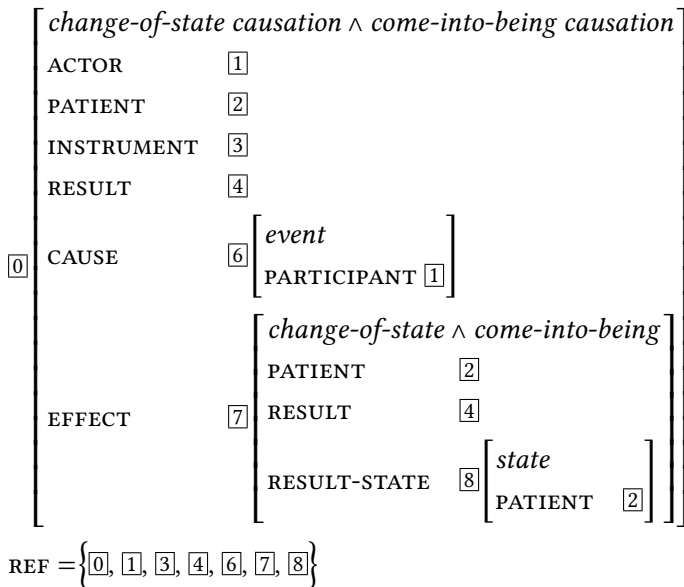 change-of-state causation ∧ come-into-being causation
ACTOR 1
PATIENT 2
INSTRUMENT 3
RESULT 4
0 CAUSE 6 event
PARTICIPANT 1
EFFECT 7 change-of-state ∧ come-into-being
PATIENT 2
RESULT 4
RESULT-STATE 8 state
PATIENT 2
REF = {0, 1, 3, 4, 6, 7, 8}